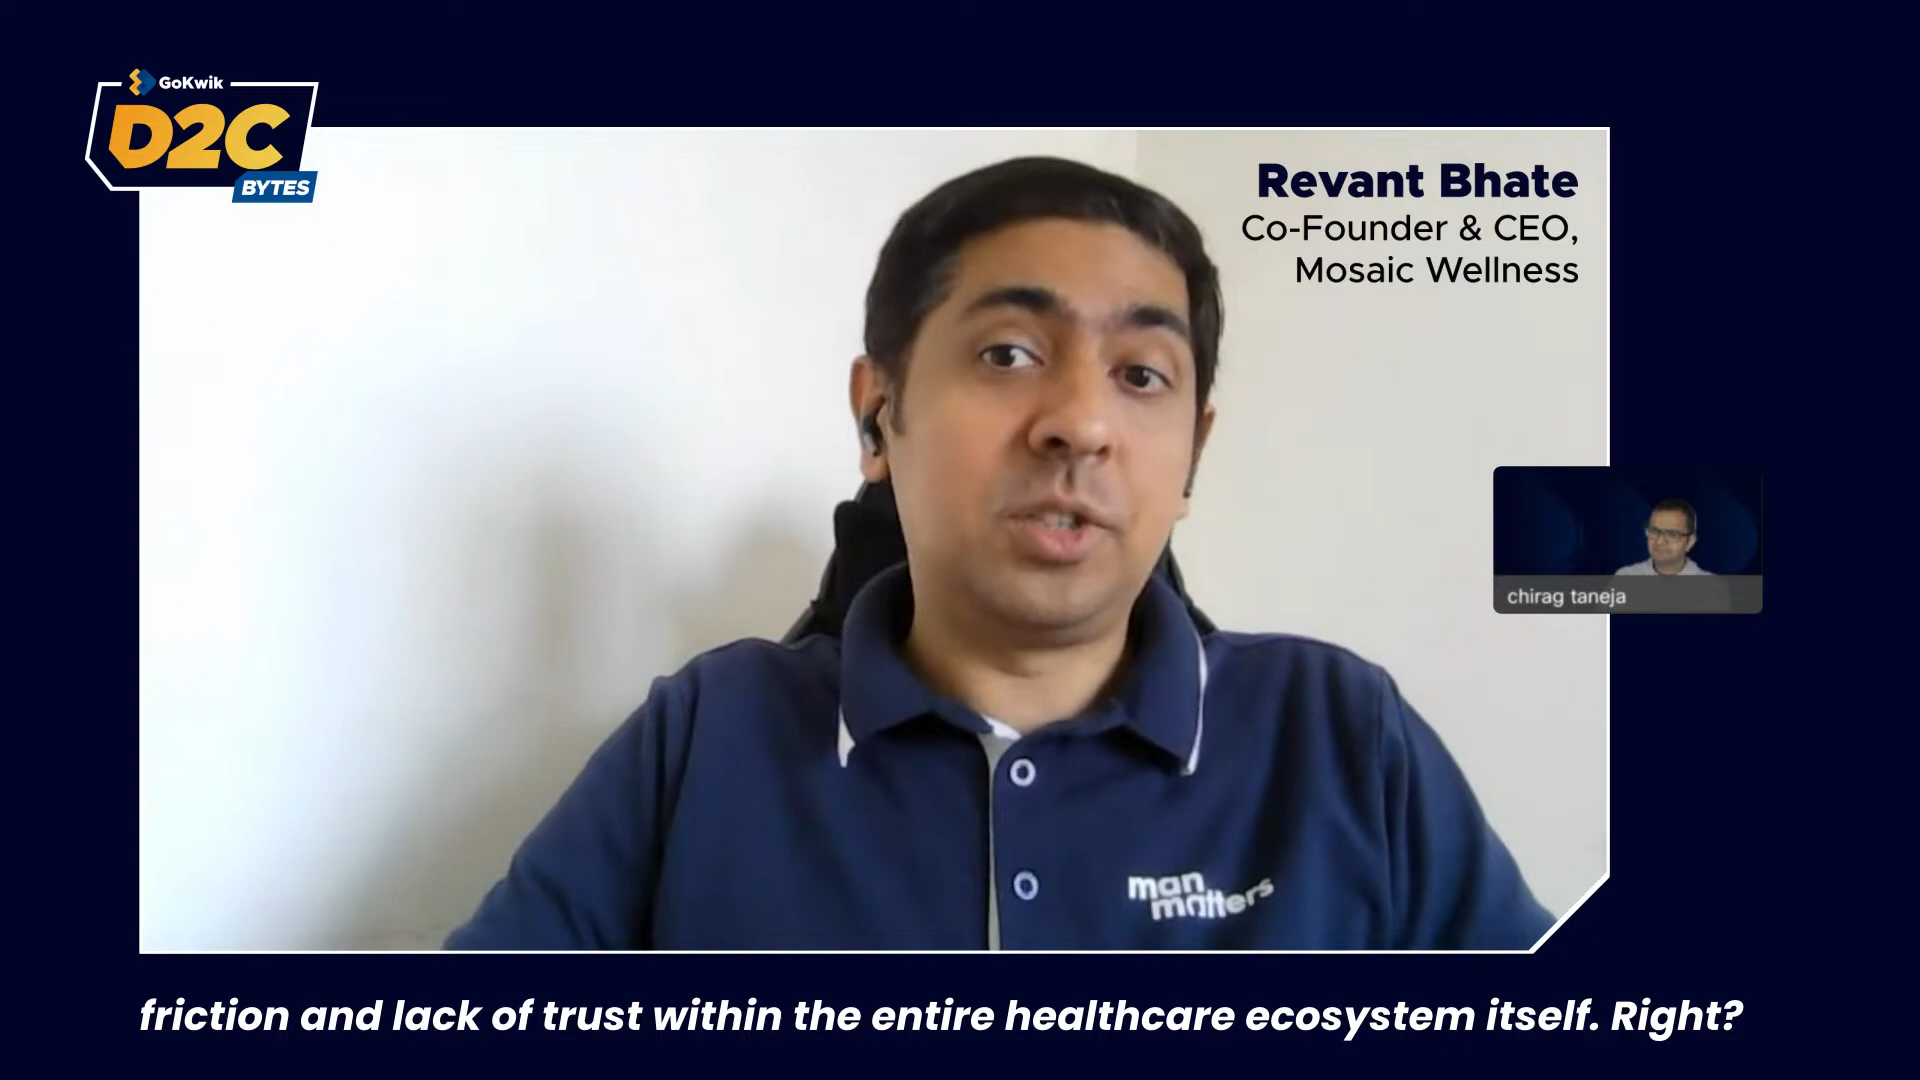 GoKwik
D2C
BYTES
Revant Bhate
Co-Founder & CEO,
Mosaic Wellness
chirag taneja
man
matters
friction and lack of trust within the entire healthcare ecosystem itself. Right?